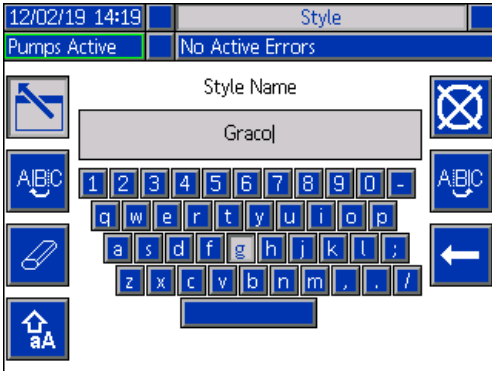 12/02/19 14:19 Style
Pumps Active No Active Errors
Style Name
Graco
ABC ABC
1 2 3 4 5 6 7 8 9 0 -
q w e r t y u i o p
a s d f g h j k l ;
z x c v b n m , . /
aA